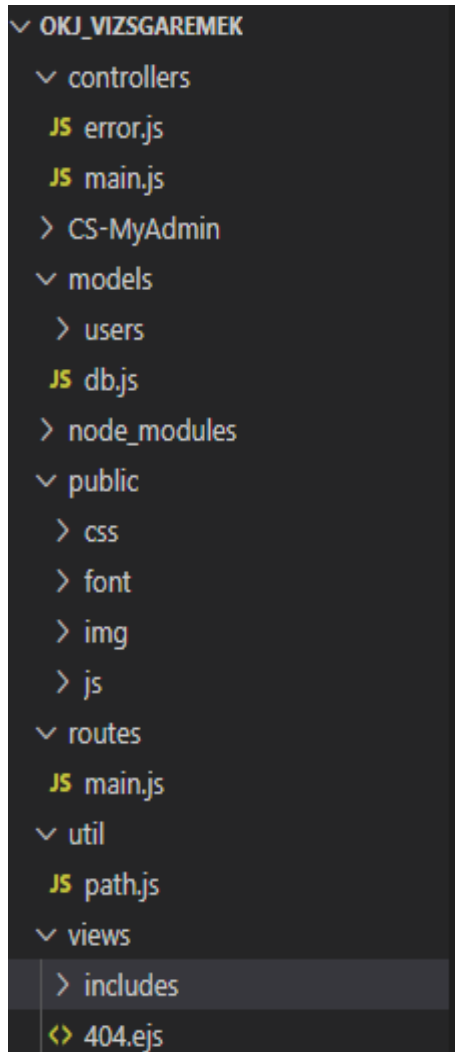 OKJ_VIZSGAREMEK
controllers
JS error.js
JS main.js
CS-MyAdmin
models
users
JS db.js
node_modules
public
css
font
img
js
routes
JS main.js
util
JS path.js
views
includes
<> 404.ejs